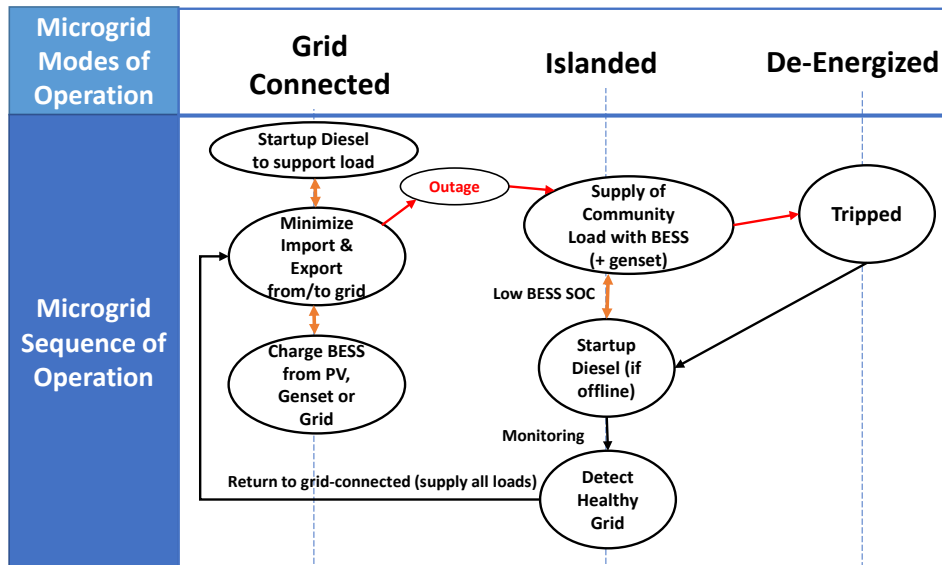 Microgrid
Modes of
Operation
Grid
Connected
Islanded
De-Energized
Microgrid
Sequence of
Operation
Startup Diesel
to support load
Outage
Minimize
Import &
Export
from/to grid
Supply of
Community
Load with BESS
(+ genset)
Tripped
Low BESS SOC
Charge BESS
from PV,
Genset or
Grid
Startup
Diesel (if
offline)
Monitoring
Return to grid-connected (supply all loads)
Detect
Healthy
Grid